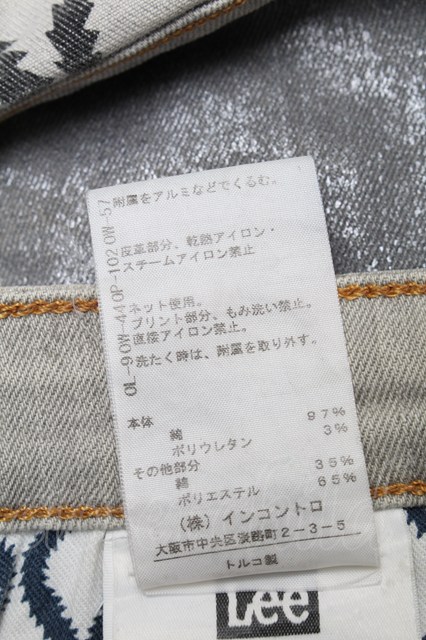 附属をアルミなどでくるむ。
皮革部分、乾熱アイロン・
スチームアイロン禁止
ネット使用。
プリント部分、もみ洗い禁止。
直接アイロン禁止。
洗たく時は、附属を取り外す。
本体
綿 97%
ポリウレタン 3%
その他部分
綿 35%
ポリエステル 65%
(株)インコントロ
大阪市中央区淡路町2-3-5
トルコ製
Lee